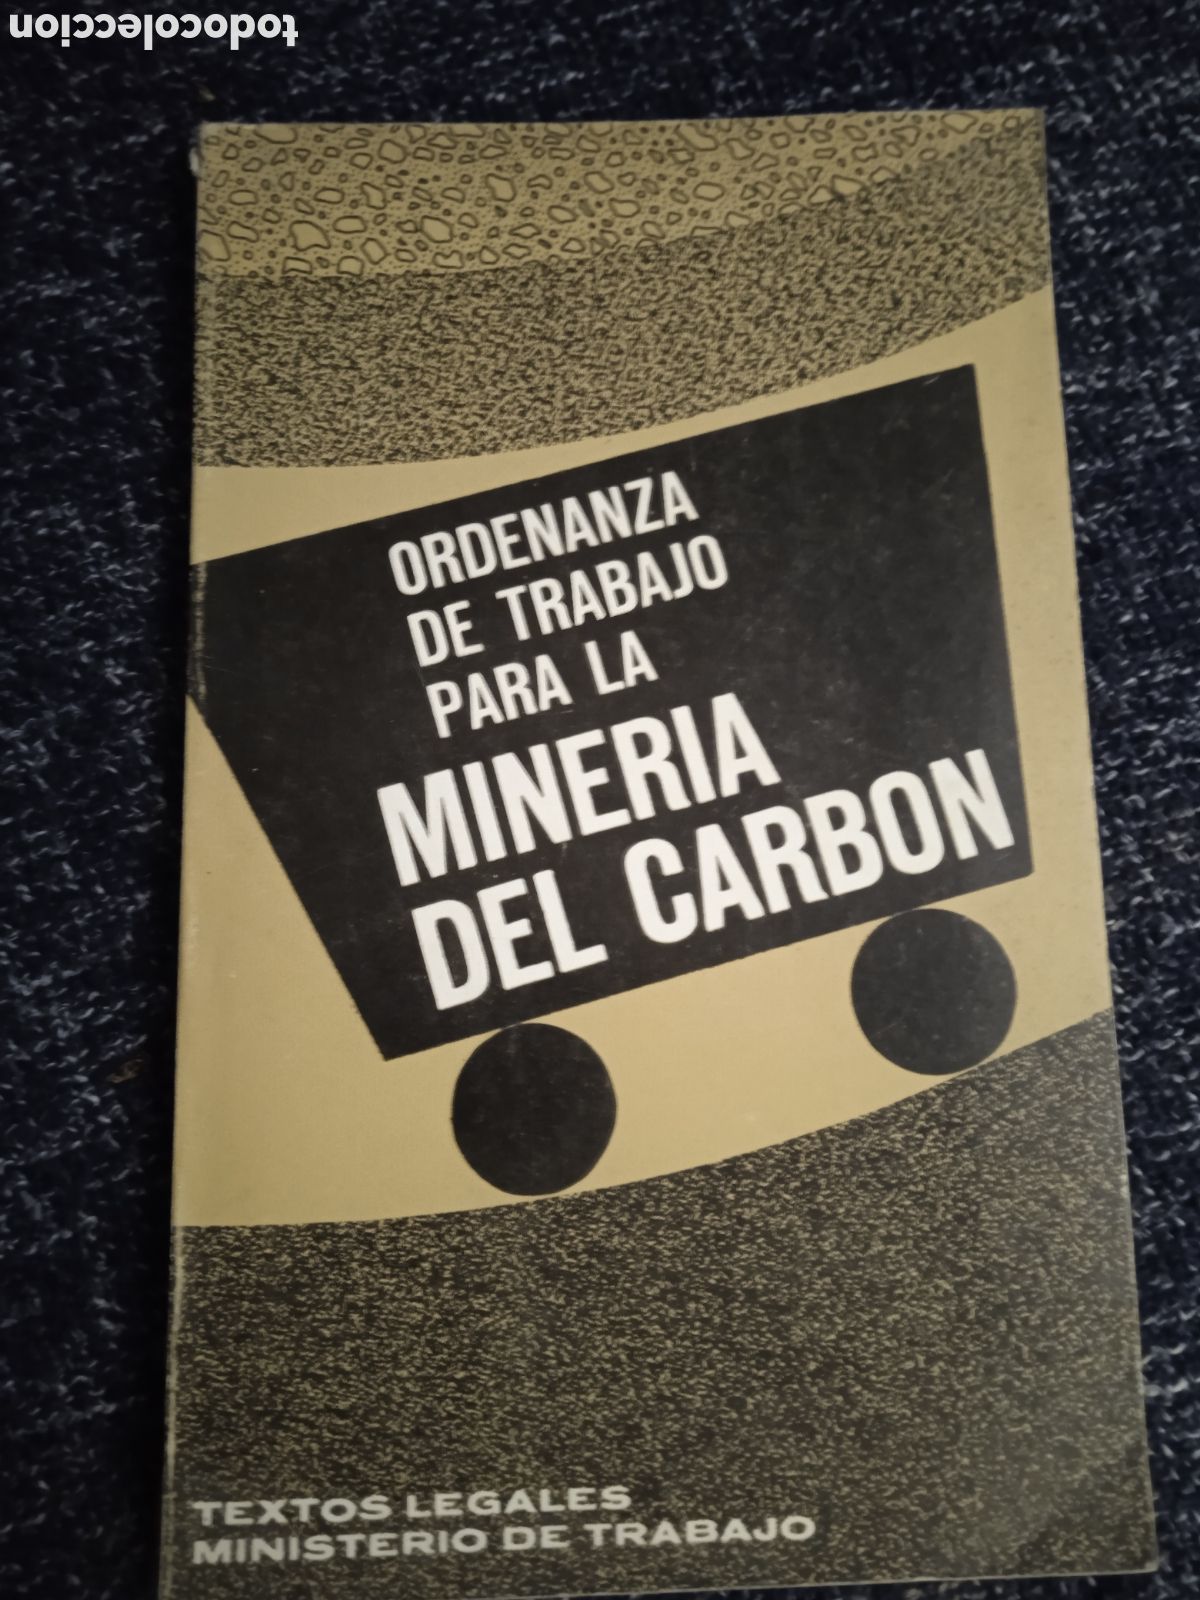 todocoleccion
ORDENANZA
DE TRABAJO
PARA LA
MINERIA
DEL CARBON
TEXTOS LEGALES
MINISTERIO DE TRABAJO